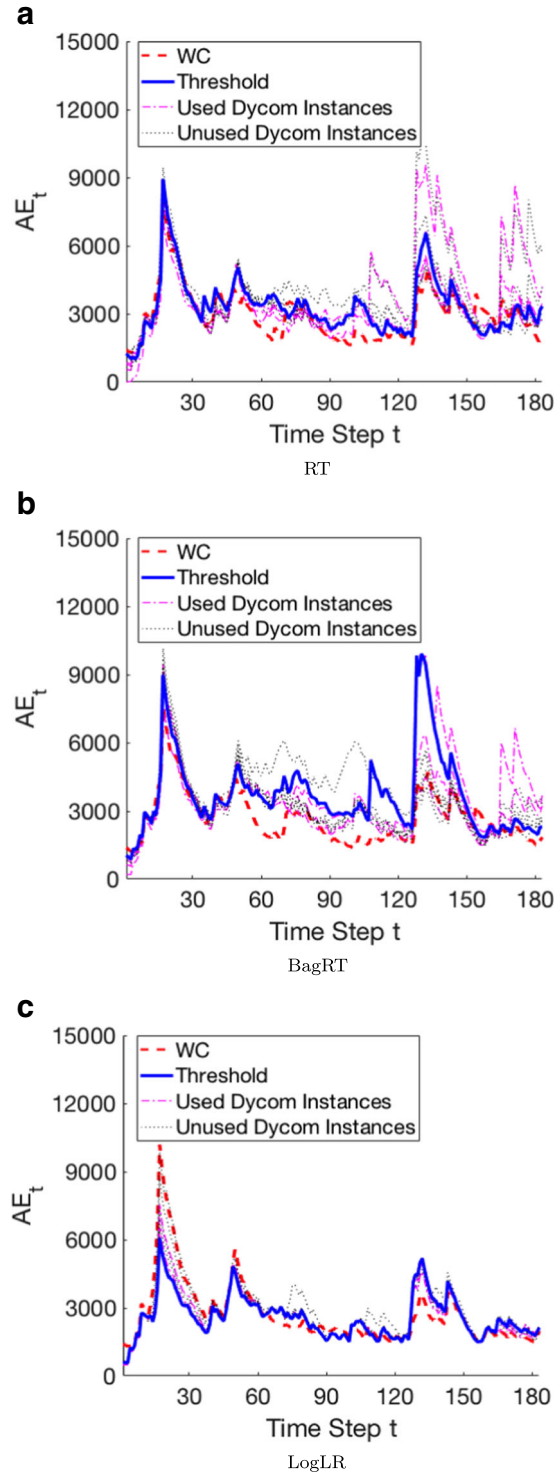 a
15000
12000
9000
6000
3000
0
AEt
WC
Threshold
Used Dycom Instances
Unused Dycom Instances
30 60 90 120 150 180
Time Step t
RT
b
15000
12000
9000
6000
3000
0
AEt
WC
Threshold
Used Dycom Instances
Unused Dycom Instances
30 60 90 120 150 180
Time Step t
BagRT
c
15000
12000
9000
6000
3000
0
AEt
WC
Threshold
Used Dycom Instances
Unused Dycom Instances
30 60 90 120 150 180
Time Step t
LogLR